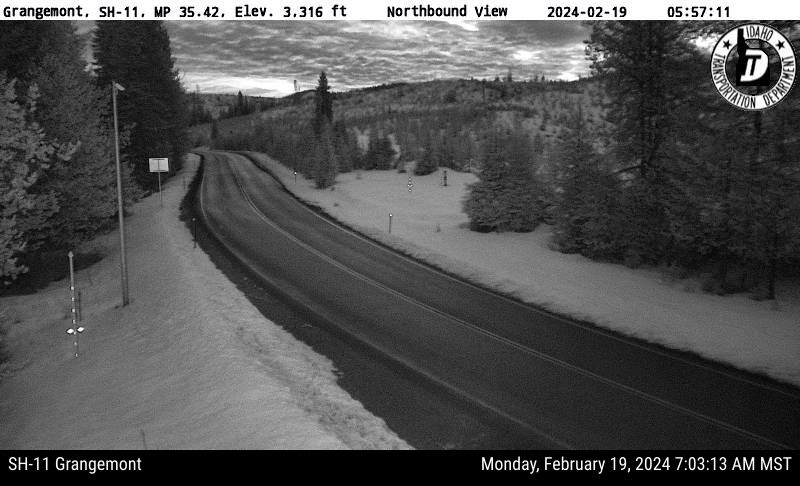 Grangemont, SH-11, MP 35.42, Elev. 3,316 ft Northbound View 2024-02-19 05:57:11
IDAHO
TRANSPORTATION DEPARTMENT
SH-11 Grangemont Monday, February 19, 2024 7:03:13 AM MST